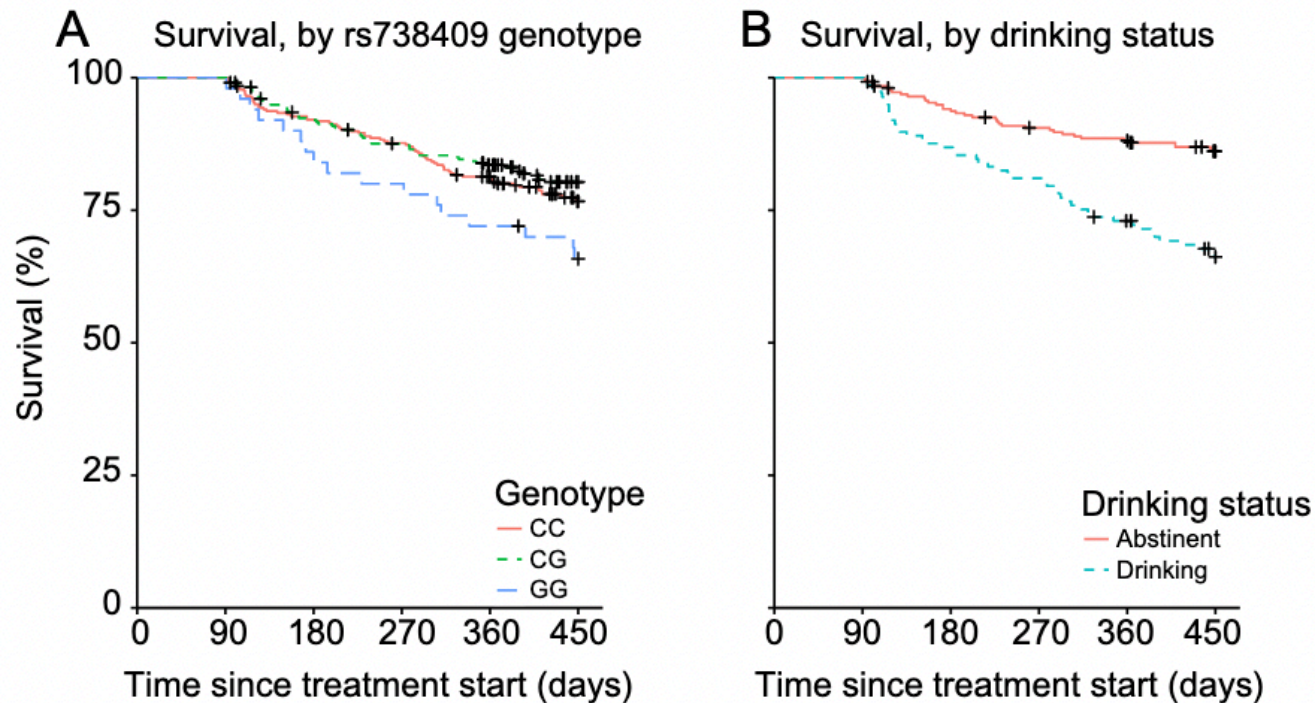 A Survival, by rs738409 genotype
Survival (%)
100
75
50
25
0
0 90 180 270 360 450
Time since treatment start (days)
Genotype
CC
CG
GG
B Survival, by drinking status
0 90 180 270 360 450
Time since treatment start (days)
Drinking status
Abstinent
Drinking